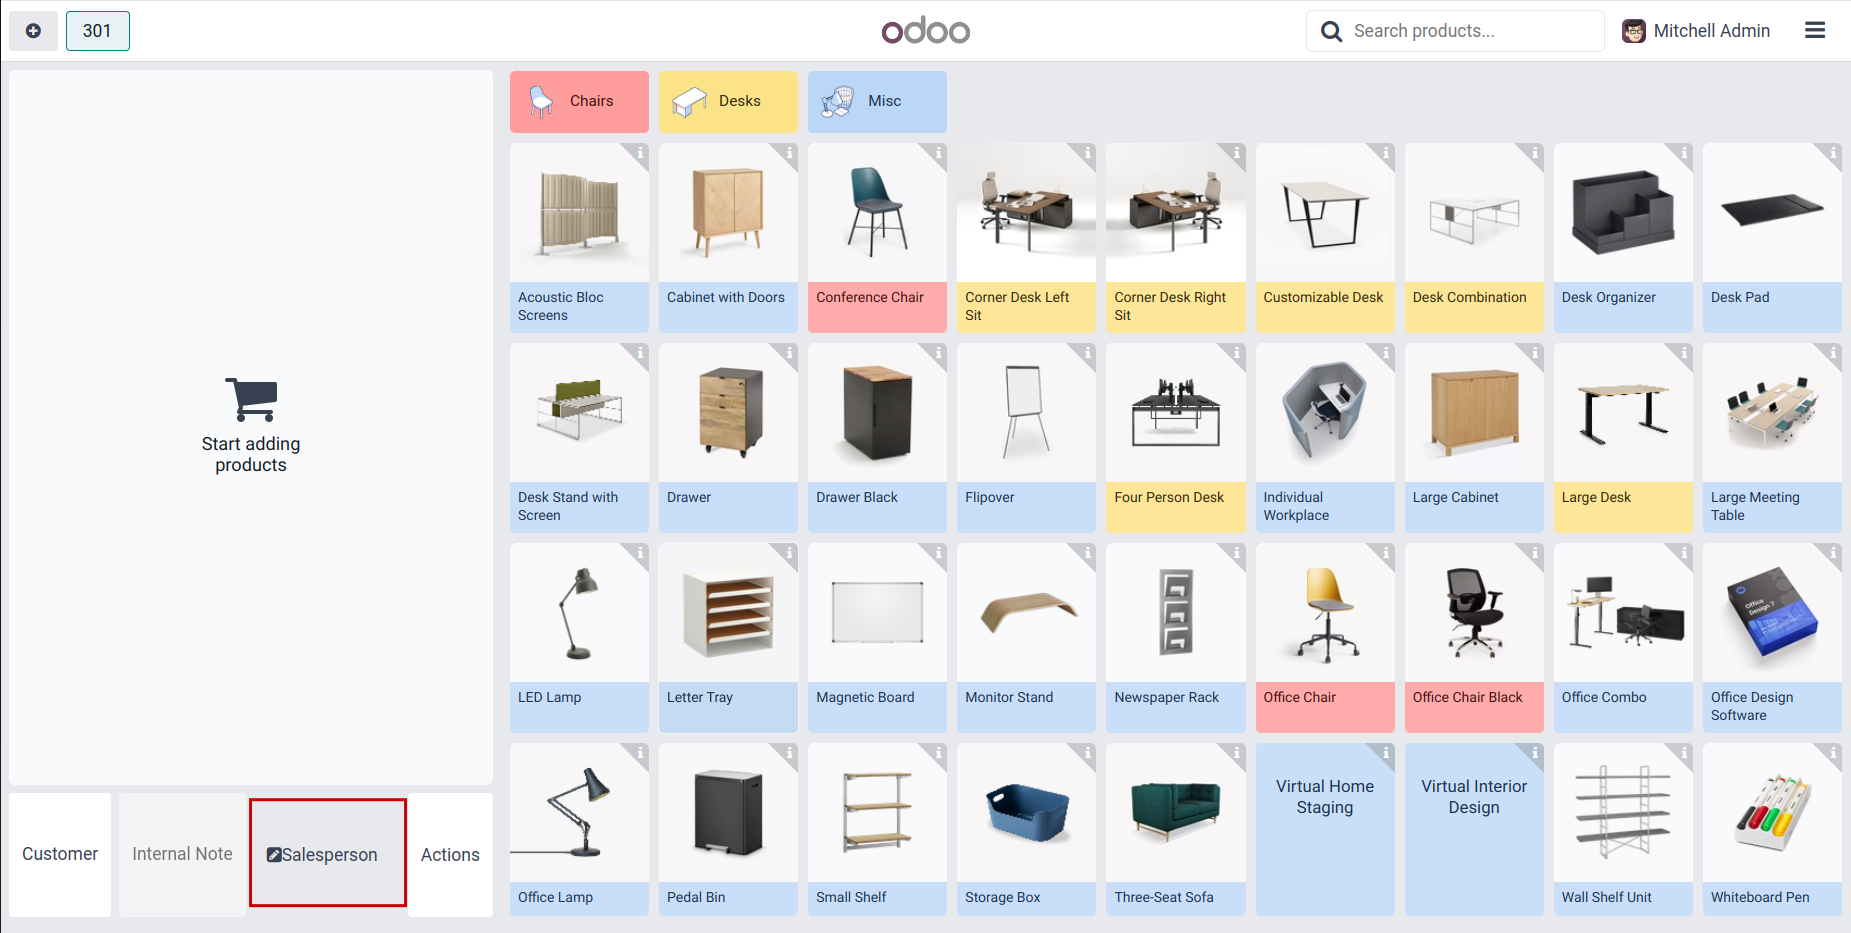 301
odoo
Search products...
Mitchell Admin
Chairs
Desks
Misc
Acoustic Bloc
Screens
Cabinet with Doors
Conference Chair
Corner Desk Left
Sit
Corner Desk Right
Sit
Customizable Desk
Desk Combination
Desk Organizer
Desk Pad
Start adding
products
Desk Stand with
Screen
Drawer
Drawer Black
Flipover
Four Person Desk
Individual
Workplace
Large Cabinet
Large Desk
Large Meeting
Table
Office
Design 7
LED Lamp
Letter Tray
Magnetic Board
Monitor Stand
Newspaper Rack
Office Chair
Office Chair Black
Office Combo
Office Design
Software
Virtual Home
Staging
Virtual Interior
Design
Office Lamp
Pedal Bin
Small Shelf
Storage Box
Three-Seat Sofa
Wall Shelf Unit
Whiteboard Pen
Customer
Internal Note
Salesperson
Actions